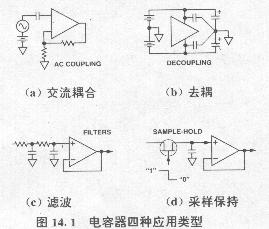 AC COUPLING
DECOUPLING
(a) 交流耦合
(b) 去耦
FILTERS
SAMPLE-HOLD
"1"
"0"
(c) 滤波
(d) 采样保持
图 14.1 电容器四种应用类型